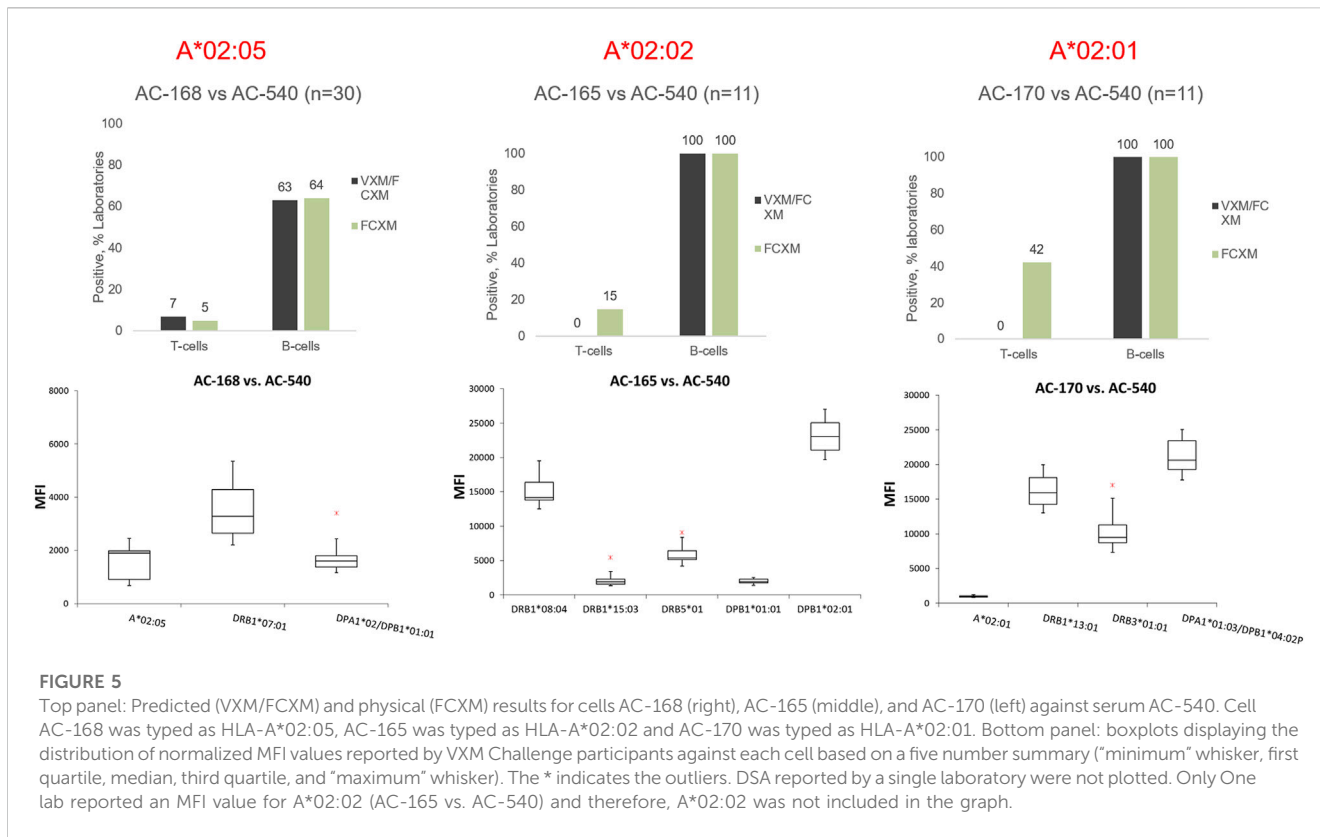 A*02:05
AC-168 vs AC-540 (n=30)
Positive, % Laboratories
100
80
60
40
20
0
7
5
63
64
T-cells
B-cells
VXM/F
CXM
FCXM
A*02:02
AC-165 vs AC-540 (n=11)
Positive, % Laboratories
100
80
60
40
20
0
0
15
100
100
T-cells
B-cells
VXM/FC
XM
FCXM
A*02:01
AC-170 vs AC-540 (n=11)
Positive, % laboratories
100
80
60
40
20
0
0
42
100
100
T-cells
B-cells
VXM/FC
XM
FCXM
AC-168 vs. AC-540
MFI
8000
6000
4000
2000
0
A*02:05
DRB1*07:01
DPA1*02/DPB1*01:01
AC-165 vs. AC-540
MFI
30000
25000
20000
15000
10000
5000
0
DRB1*08:04
DRB1*15:03
DRB5*01
DPB1*01:01
DPB1*02:01
AC-170 vs. AC-540
MFI
30000
25000
20000
15000
10000
5000
0
A*02:01
DRB1*13:01
DRB3*01:01
DPA1*01:03/DPB1*04:02P
FIGURE 5
Top panel: Predicted (VXM/FCXM) and physical (FCXM) results for cells AC-168 (right), AC-165 (middle), and AC-170 (left) against serum AC-540. Cell
AC-168 was typed as HLA-A*02:05, AC-165 was typed as HLA-A*02:02 and AC-170 was typed as HLA-A*02:01. Bottom panel: boxplots displaying the
distribution of normalized MFI values reported by VXM Challenge participants against each cell based on a five number summary (“minimum” whisker, first
quartile, median, third quartile, and “maximum” whisker). The * indicates the outliers. DSA reported by a single laboratory were not plotted. Only One
lab reported an MFI value for A*02:02 (AC-165 vs. AC-540) and therefore, A*02:02 was not included in the graph.